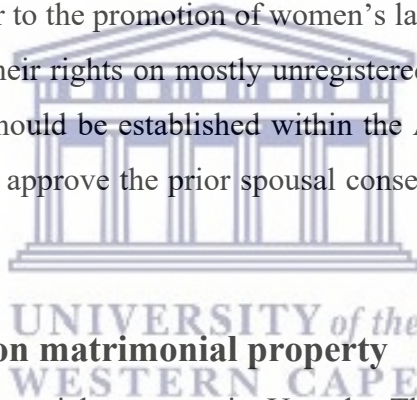 r to the promotion of women's la
heir rights on mostly unregistered
hould be established within the
approve the prior spousal conse
UNIVERSITY of the
on matrimonial property
WESTERN CAPE